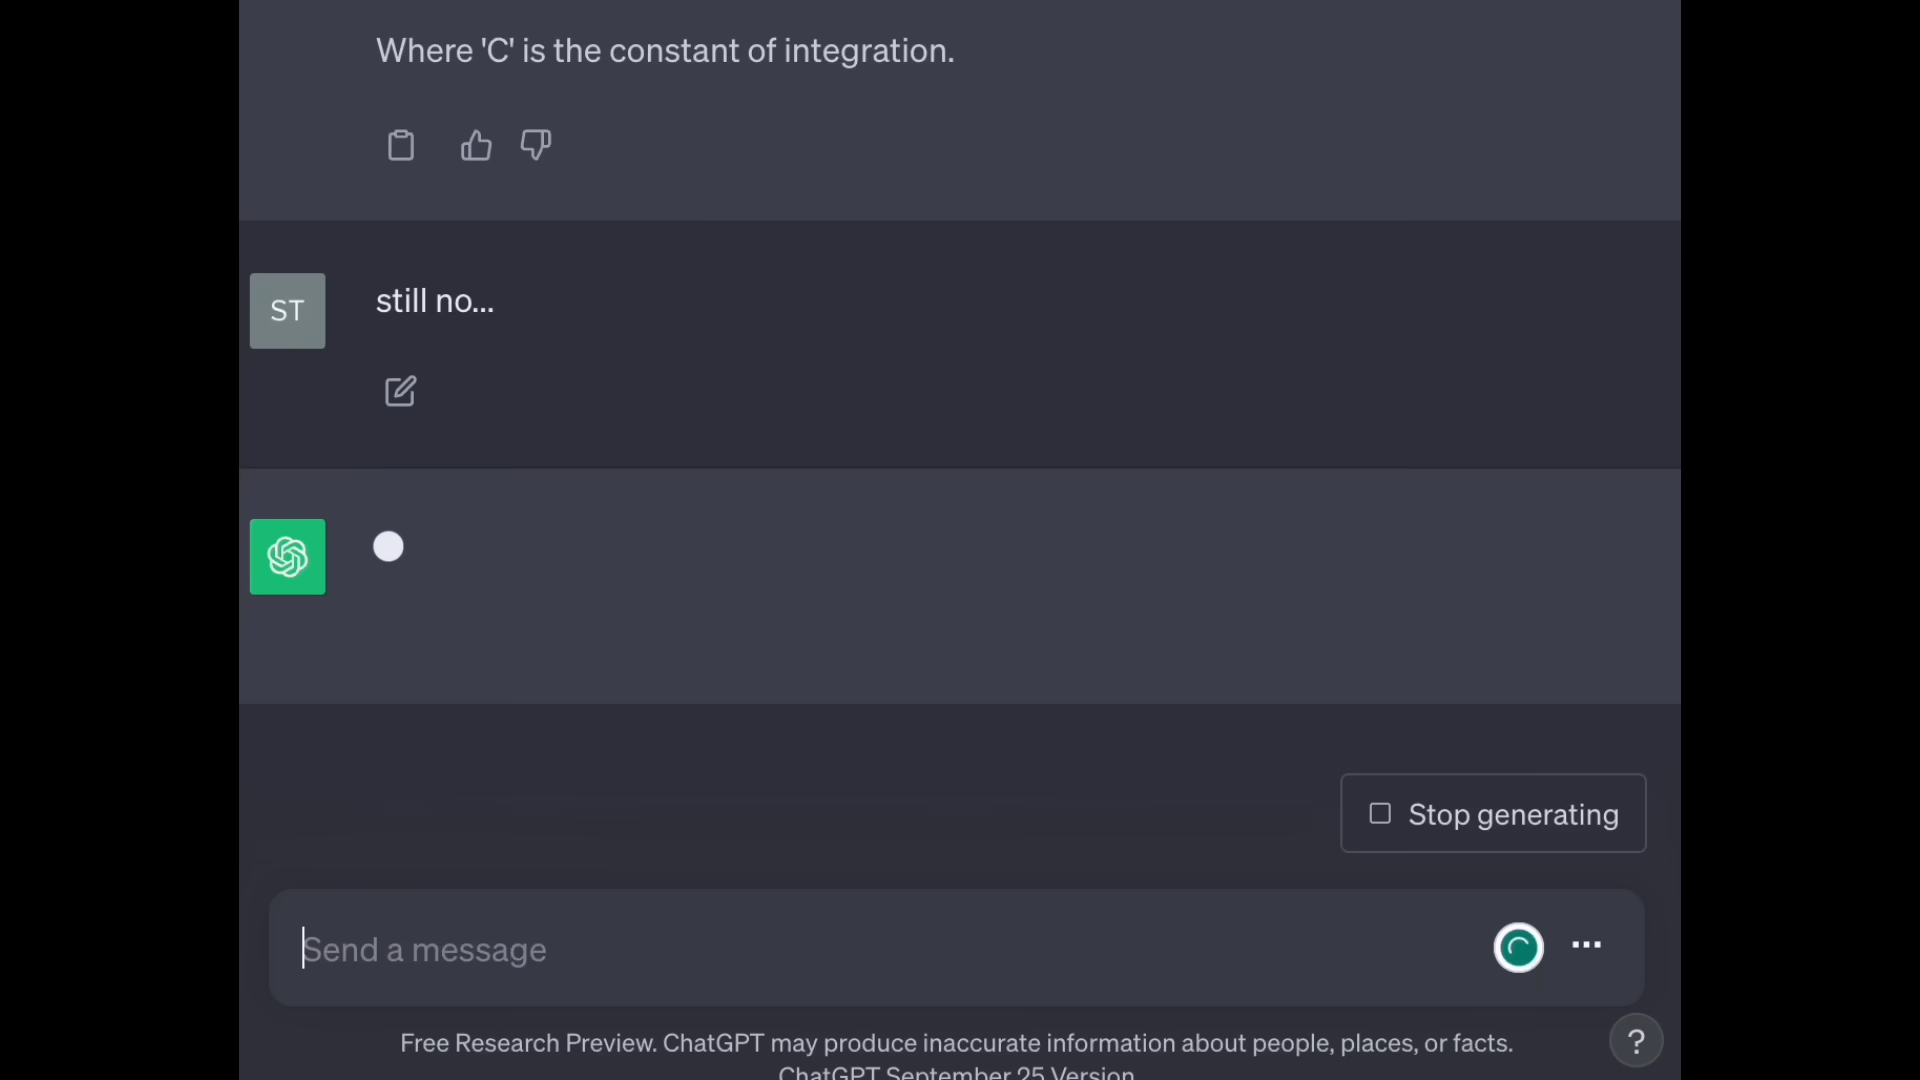 Where 'C' is the constant of integration.
ST
still no...
Stop generating
Send a message
Free Research Preview. ChatGPT may produce inaccurate information about people, places, or facts.
?
ChatGPT September 25 Version